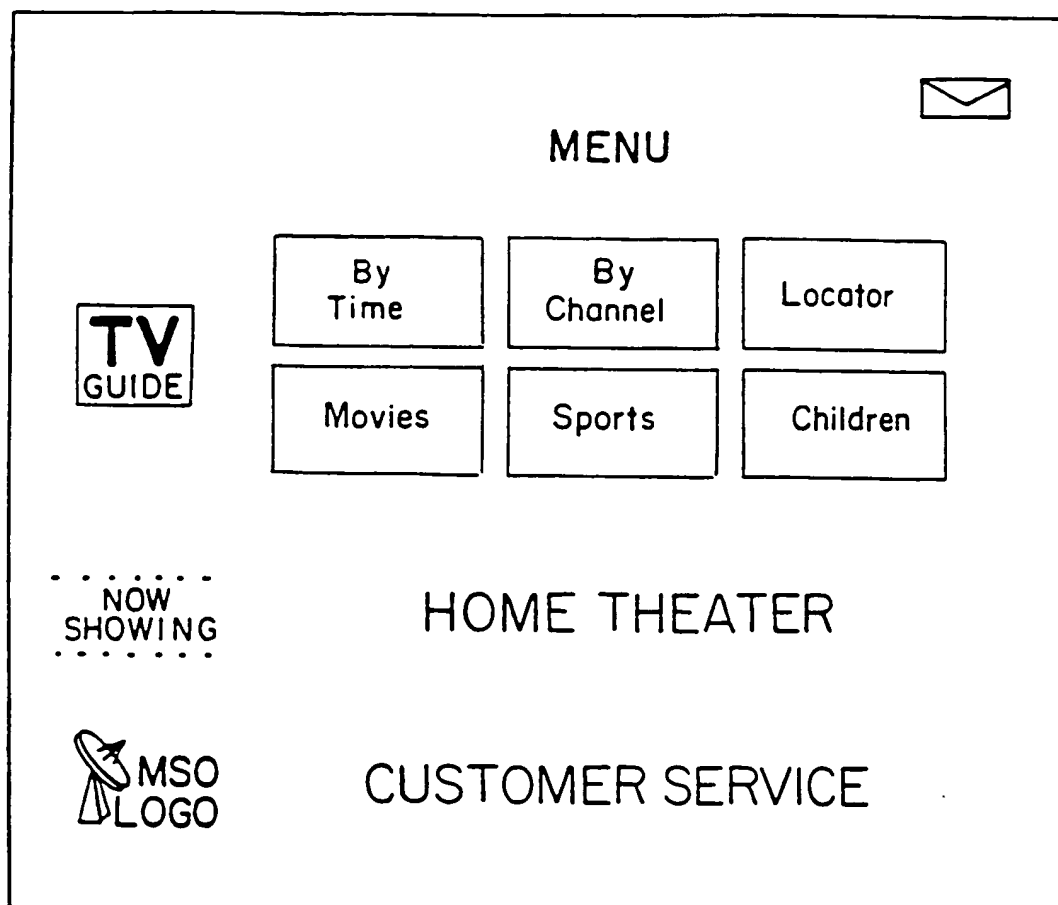 MENU
By
Time
By
Channel
Locator
TV
GUIDE
Movies
Sports
Children
NOW
SHOWING
HOME THEATER
MSO
LOGO
CUSTOMER SERVICE